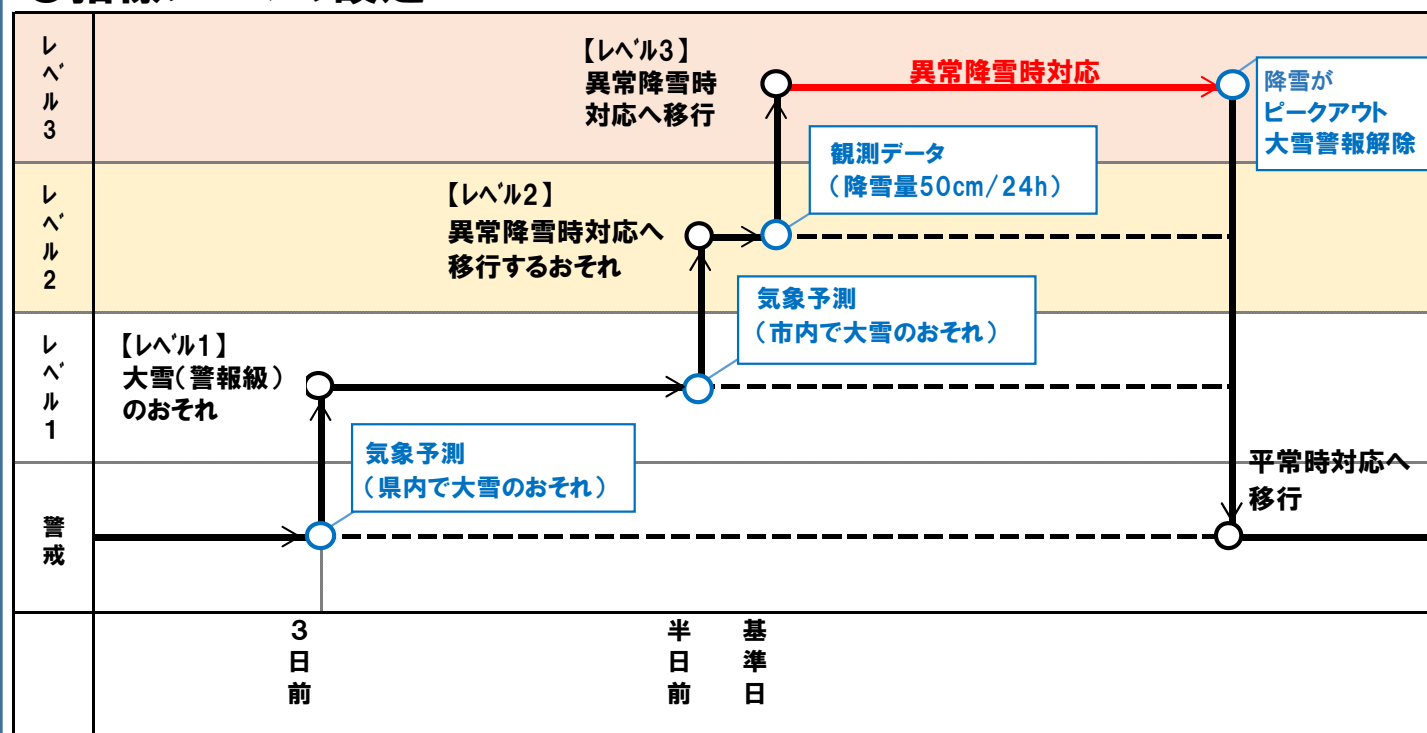 レベル3
【レベル3】
異常降雪時
対応へ移行
異常降雪時対応
降雪が
ピークアウト
大雪警報解除
観測データ
（降雪量50cm/24h）
レベル2
【レベル2】
異常降雪時対応へ
移行するおそれ
気象予測
（市内で大雪のおそれ）
レベル1
【レベル1】
大雪(警報級)
のおそれ
気象予測
（県内で大雪のおそれ）
平常時対応へ
移行
警戒
3日前
半日前
基準日